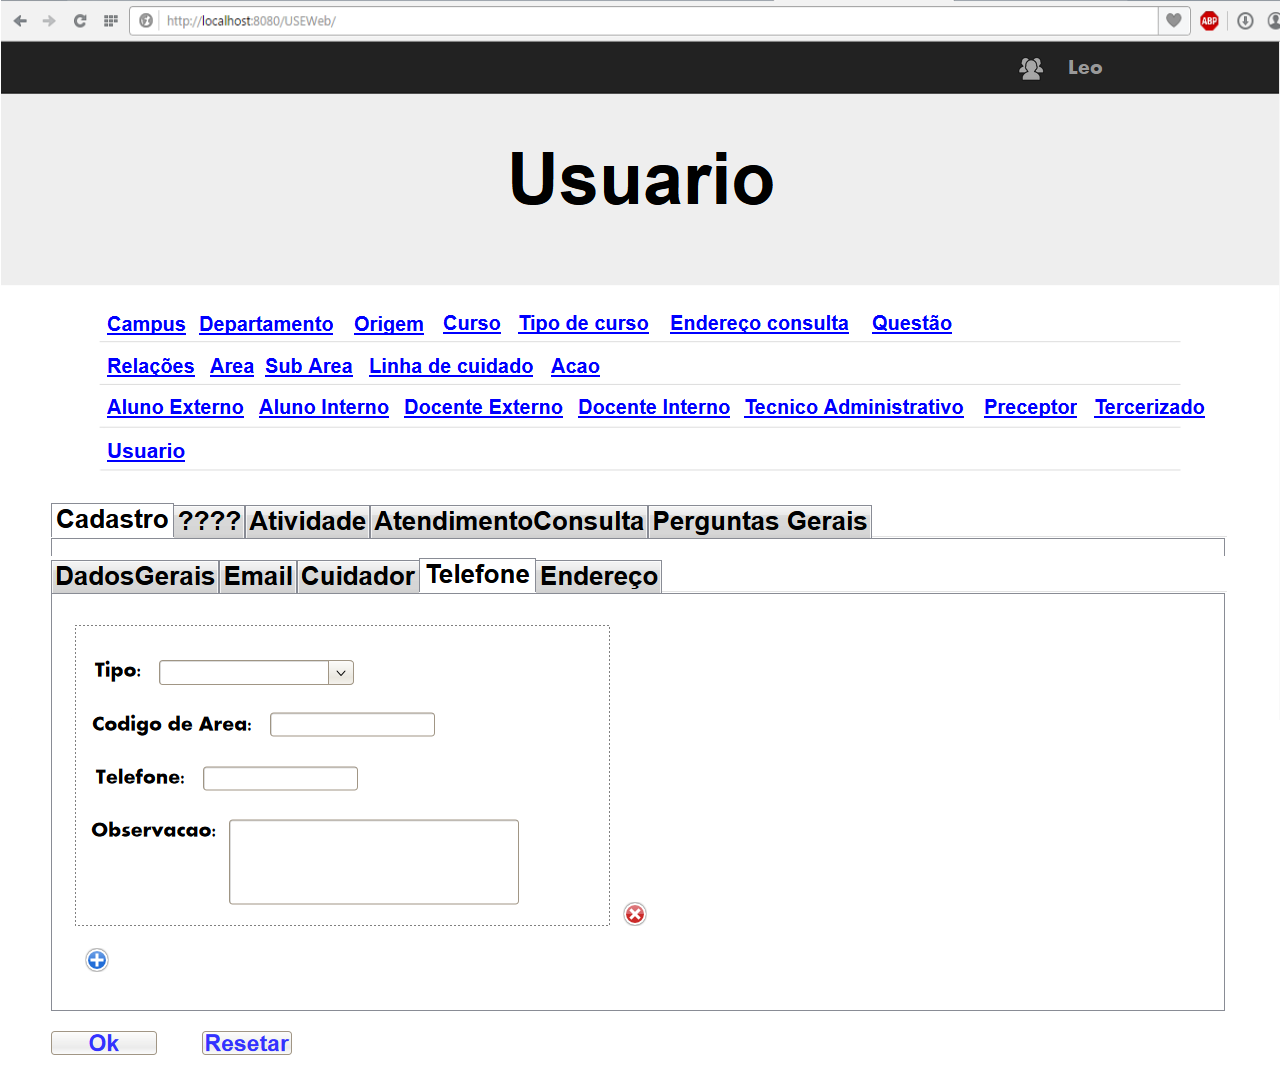 http://localhost:8080/USEWeb/
ABP
Leo
Usuario
Campus Departamento Origem Curso Tipo de curso Endereço consulta Questão
Relações Area Sub Area Linha de cuidado Acao
Aluno Externo Aluno Interno Docente Externo Docente Interno Tecnico Administrativo Preceptor Tercerizado
Usuario
Cadastro ???? Atividade AtendimentoConsulta Perguntas Gerais
DadosGerais Email Cuidador Telefone Endereço
Tipo:
Codigo de Area:
Telefone:
Observacao:
Ok Resetar